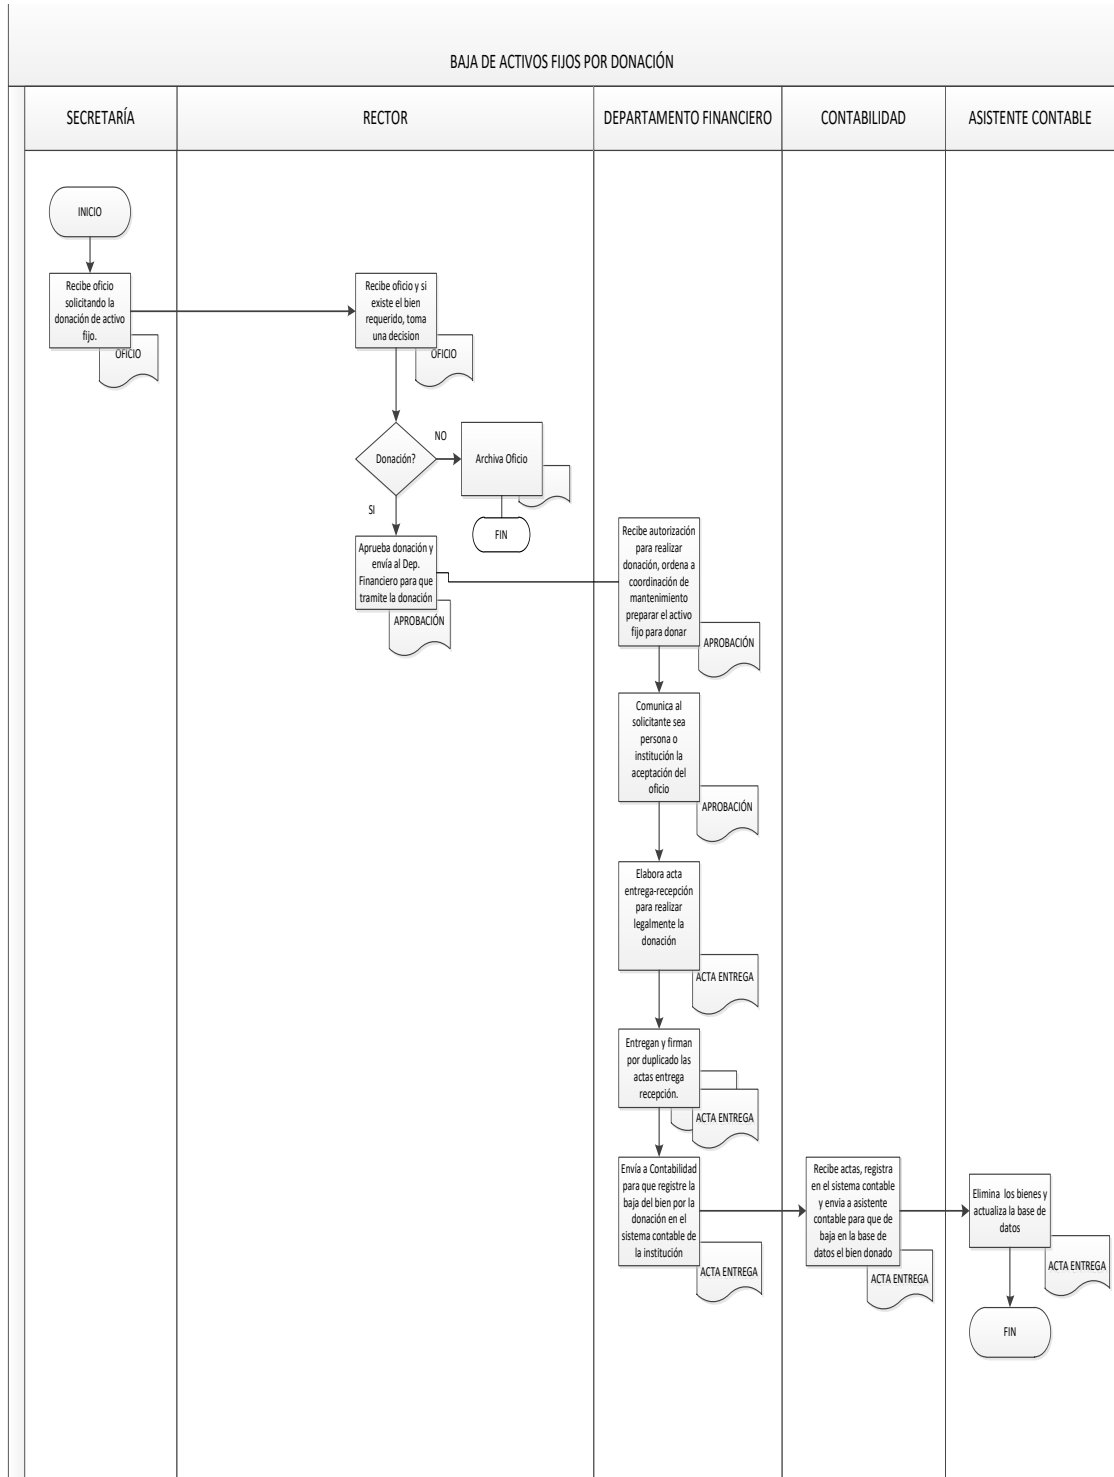 BAJA DE ACTIVOS FIJOS POR DONACIÓN
SECRETARÍA
RECTOR
DEPARTAMENTO FINANCIERO
CONTABILIDAD
ASISTENTE CONTABLE
INICIO
Recibe oficio
solicitando la
donación de activo
fijo.
OFICIO
Recibe oficio y si
existe el bien
requerido, toma
una decision
OFICIO
Donación?
NO
Archiva Oficio
FIN
SI
Aprueba donación y
envía al Dep.
Financiero para que
tramite la donación
APROBACIÓN
Recibe autorización
para realizar
donación, ordena a
coordinación de
mantenimiento
preparar el activo
fijo para donar
APROBACIÓN
Comunica al
solicitante sea
persona o
institución la
aceptación del
oficio
APROBACIÓN
Elabora acta
entrega-recepción
para realizar
legalmente la
donación
ACTA ENTREGA
Entregan y firman
por duplicado las
actas entrega
recepción.
ACTA ENTREGA
Envía a Contabilidad
para que registre la
baja del bien por la
donación en el
sistema contable de
la institución
ACTA ENTREGA
Recibe actas, registra
en el sistema contable
y envia a asistente
contable para que de
baja en la base de
datos el bien donado
ACTA ENTREGA
Elimina los bienes y
actualiza la base de
datos
ACTA ENTREGA
FIN